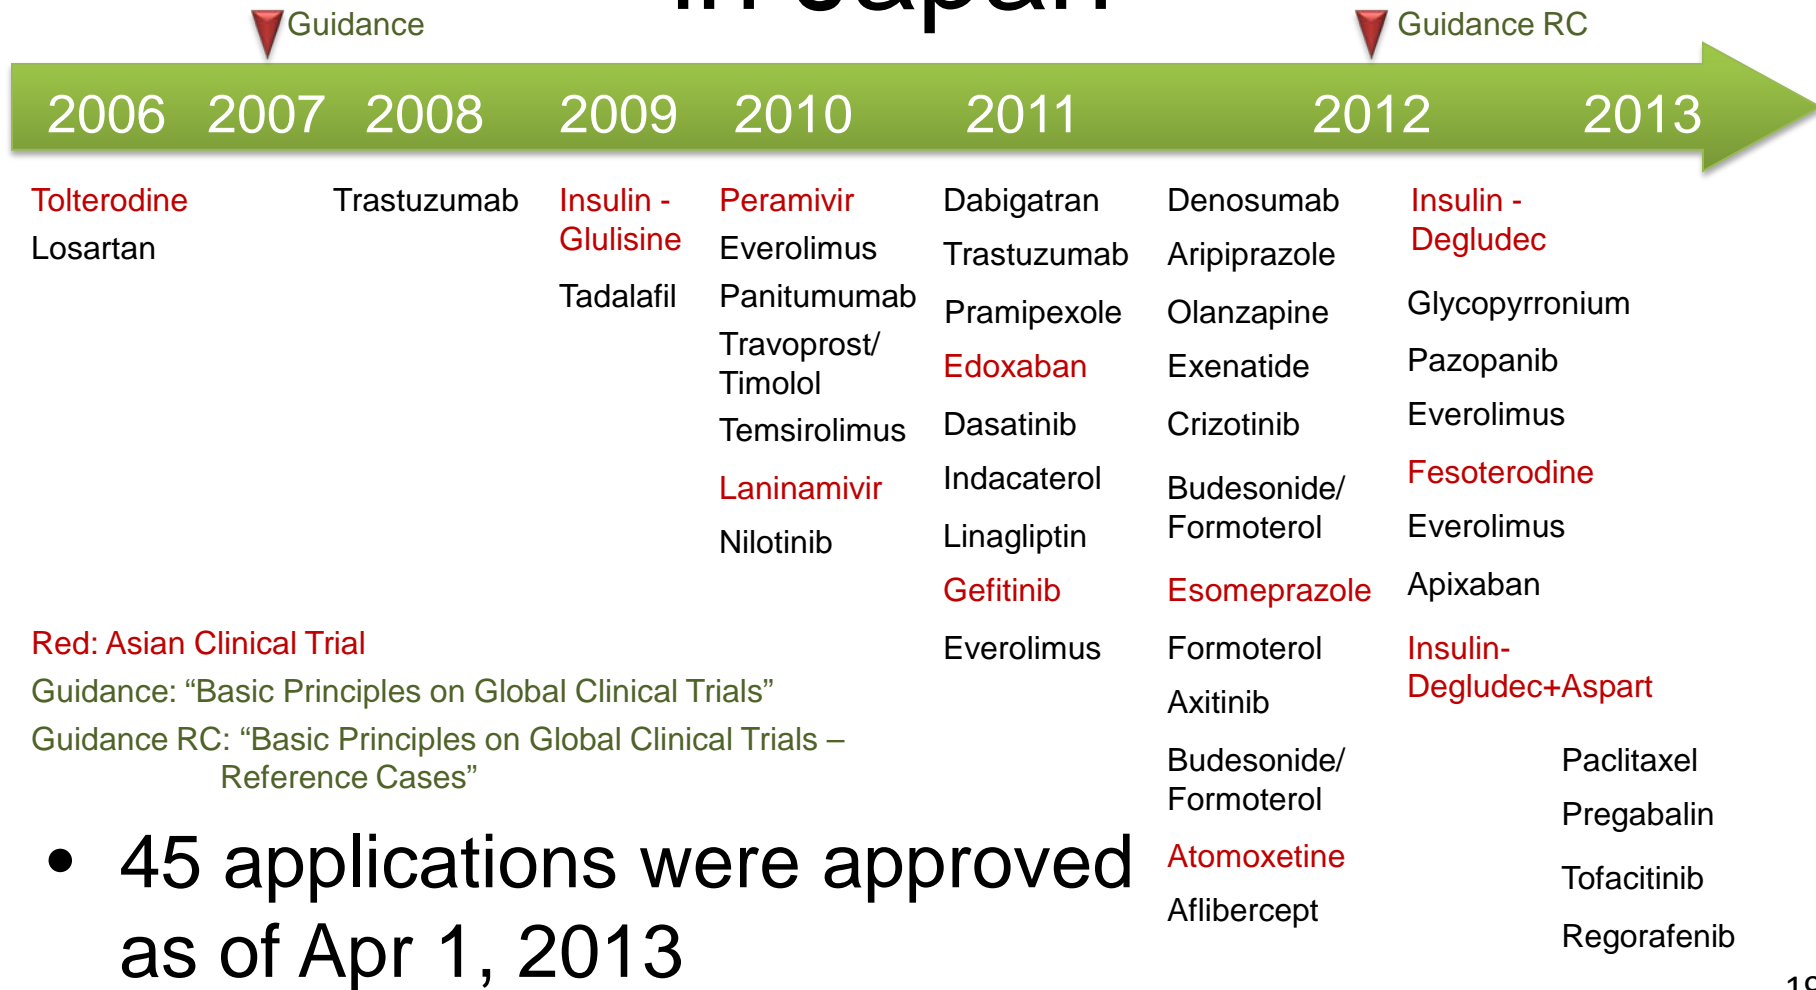 in Japan
Guidance
Guidance RC
2006 2007 2008 2009 2010 2011 2012 2013
Tolterodine
Losartan
Trastuzumab
Insulin -
Glulisine
Tadalafil
Peramivir
Everolimus
Panitumumab
Travoprost/
Timolol
Temsirolimus
Laninamivir
Nilotinib
Dabigatran
Trastuzumab
Pramipexole
Edoxaban
Dasatinib
Indacaterol
Linagliptin
Gefitinib
Everolimus
Denosumab
Aripiprazole
Olanzapine
Exenatide
Crizotinib
Budesonide/
Formoterol
Esomeprazole
Formoterol
Axitinib
Budesonide/
Formoterol
Atomoxetine
Aflibercept
Insulin -
Degludec
Glycopyrronium
Pazopanib
Everolimus
Fesoterodine
Everolimus
Apixaban
Insulin-
Degludec+Aspart
Paclitaxel
Pregabalin
Tofacitinib
Regorafenib
Red: Asian Clinical Trial
Guidance: “Basic Principles on Global Clinical Trials”
Guidance RC: “Basic Principles on Global Clinical Trials –
Reference Cases”
• 45 applications were approved
as of Apr 1, 2013